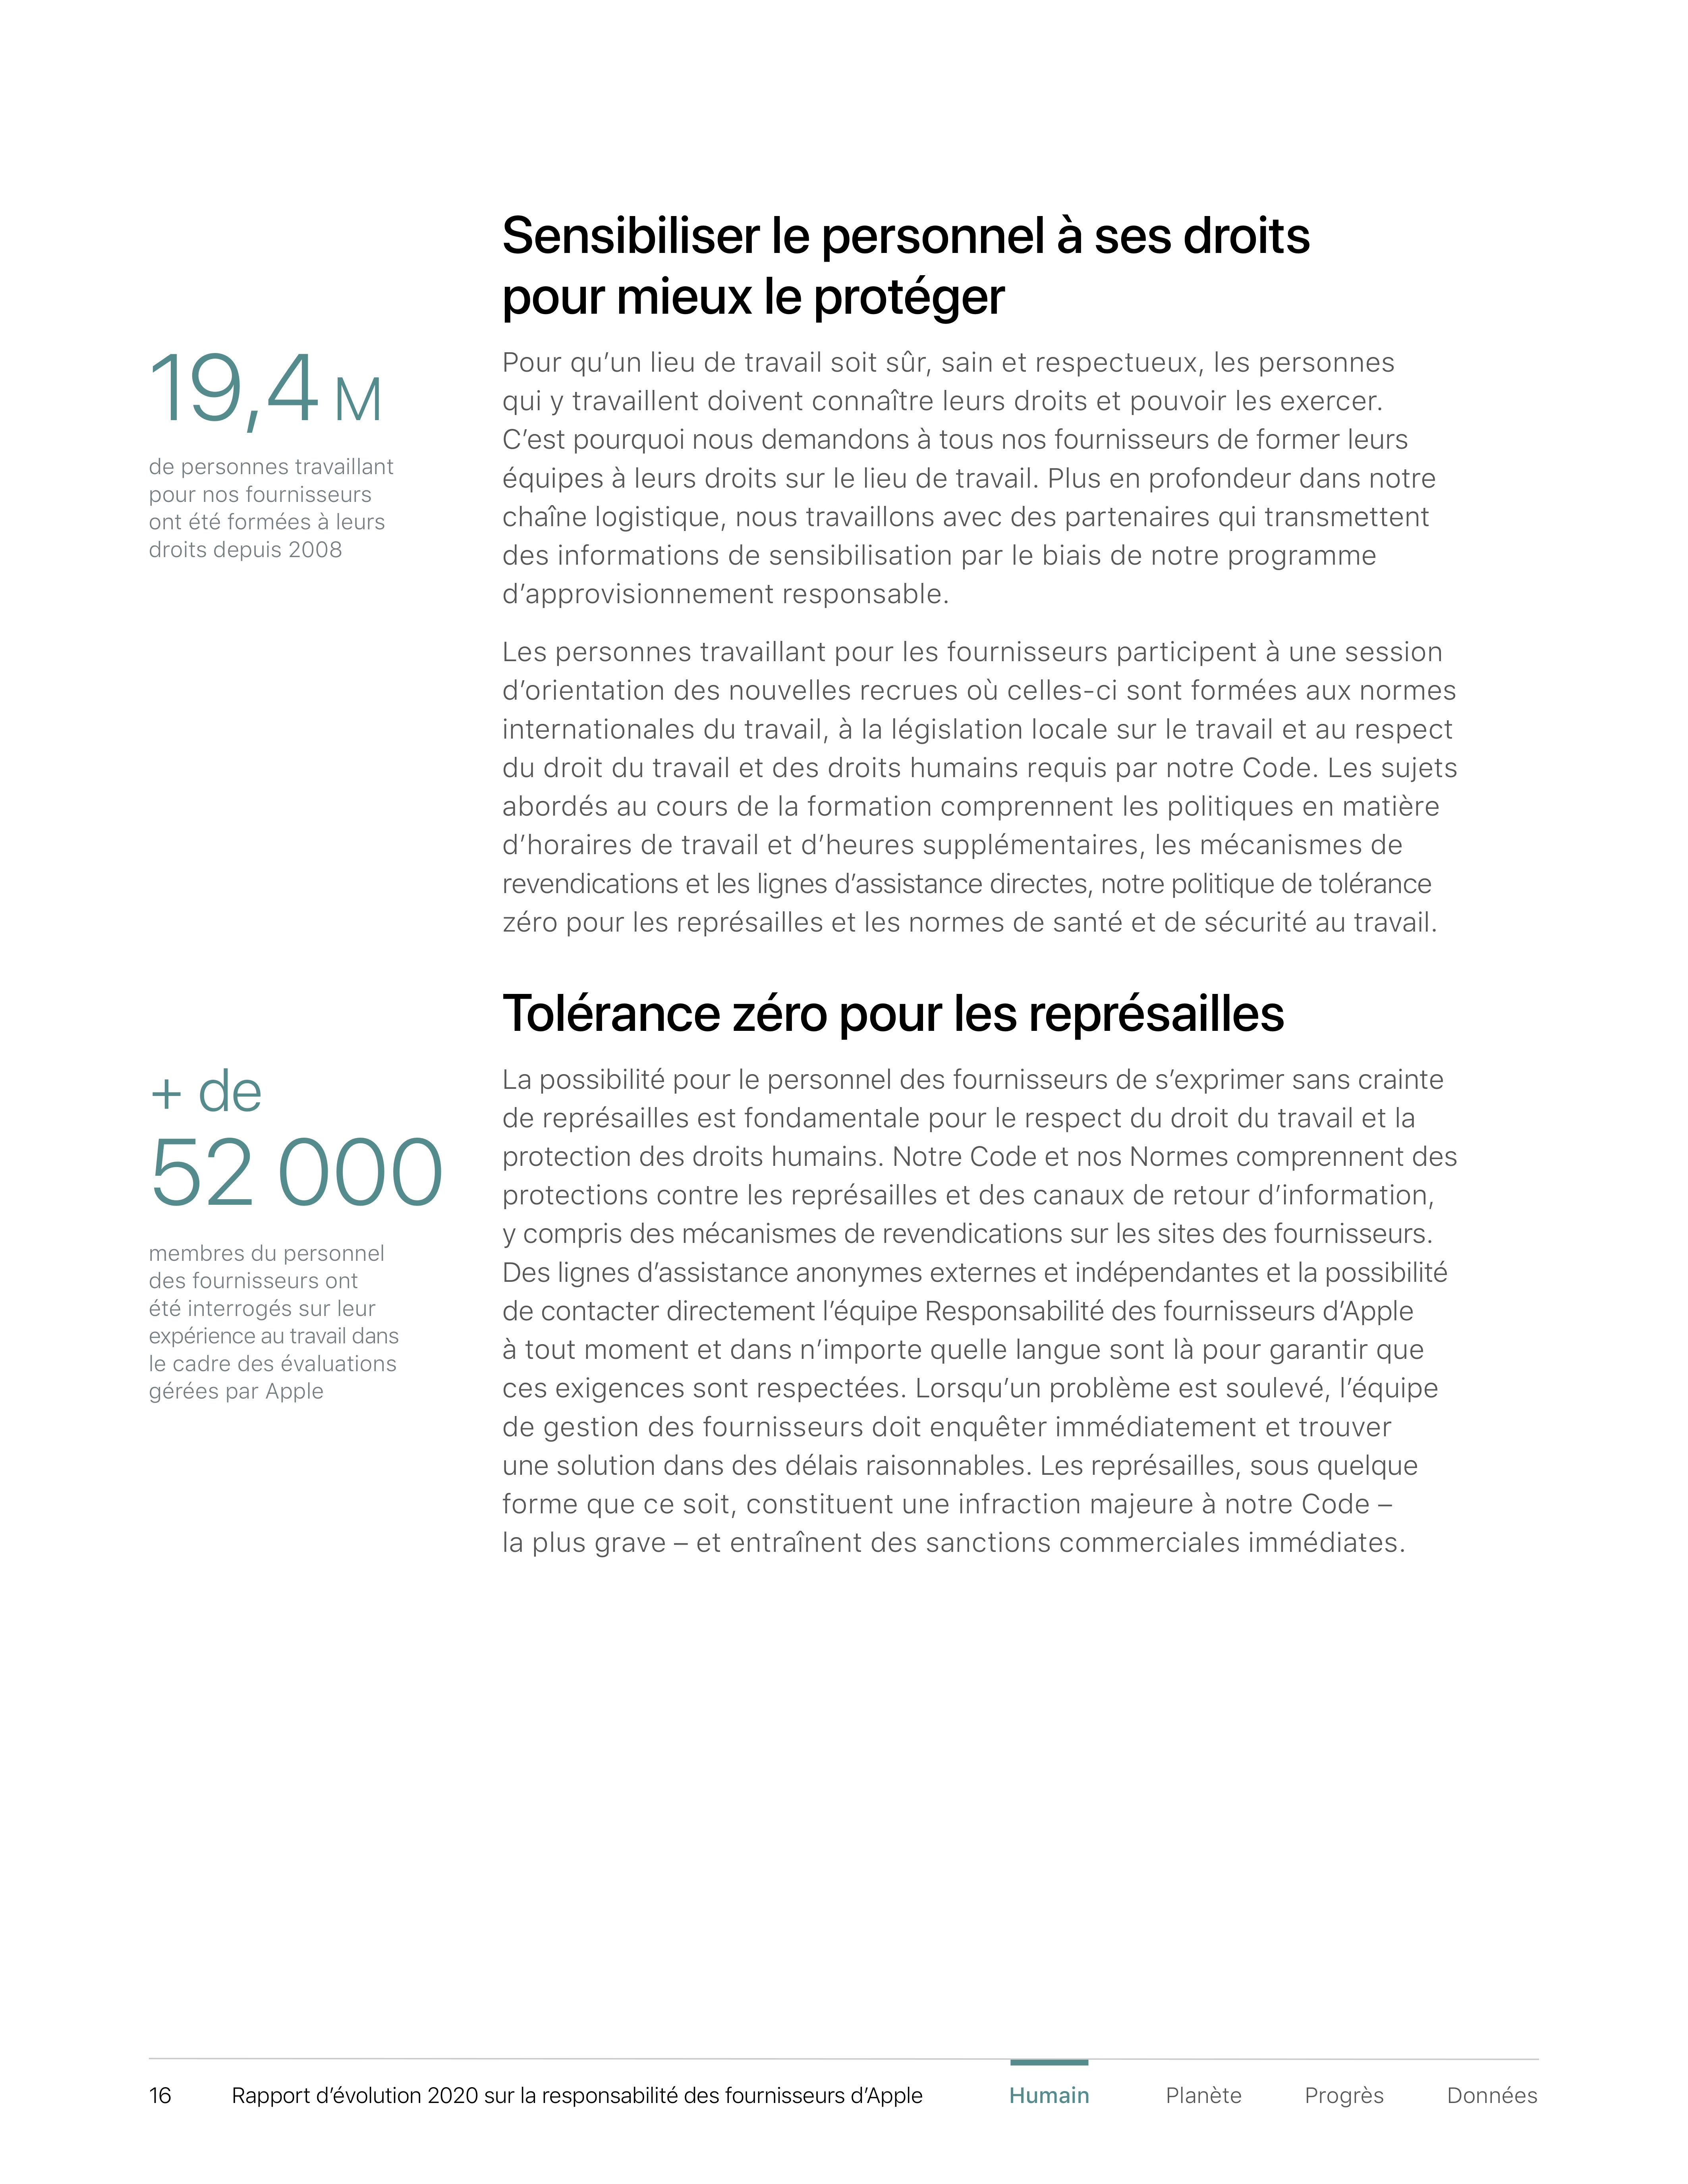 Sensibiliser le personnel à ses droits
pour mieux le protéger
19,4 M
de personnes travaillant
pour nos fournisseurs
ont été formées à leurs
droits depuis 2008
Pour qu’un lieu de travail soit sûr, sain et respectueux, les personnes
qui y travaillent doivent connaître leurs droits et pouvoir les exercer.
C’est pourquoi nous demandons à tous nos fournisseurs de former leurs
équipes à leurs droits sur le lieu de travail. Plus en profondeur dans notre
chaîne logistique, nous travaillons avec des partenaires qui transmettent
des informations de sensibilisation par le biais de notre programme
d’approvisionnement responsable.
Les personnes travaillant pour les fournisseurs participent à une session
d’orientation des nouvelles recrues où celles-ci sont formées aux normes
internationales du travail, à la législation locale sur le travail et au respect
du droit du travail et des droits humains requis par notre Code. Les sujets
abordés au cours de la formation comprennent les politiques en matière
d’horaires de travail et d’heures supplémentaires, les mécanismes de
revendications et les lignes d’assistance directes, notre politique de tolérance
zéro pour les représailles et les normes de santé et de sécurité au travail.
Tolérance zéro pour les représailles
+ de
52 000
membres du personnel
des fournisseurs ont
été interrogés sur leur
expérience au travail dans
le cadre des évaluations
gérées par Apple
La possibilité pour le personnel des fournisseurs de s’exprimer sans crainte
de représailles est fondamentale pour le respect du droit du travail et la
protection des droits humains. Notre Code et nos Normes comprennent des
protections contre les représailles et des canaux de retour d’information,
y compris des mécanismes de revendications sur les sites des fournisseurs.
Des lignes d’assistance anonymes externes et indépendantes et la possibilité
de contacter directement l’équipe Responsabilité des fournisseurs d’Apple
à tout moment et dans n’importe quelle langue sont là pour garantir que
ces exigences sont respectées. Lorsqu’un problème est soulevé, l’équipe
de gestion des fournisseurs doit enquêter immédiatement et trouver
une solution dans des délais raisonnables. Les représailles, sous quelque
forme que ce soit, constituent une infraction majeure à notre Code –
la plus grave – et entraînent des sanctions commerciales immédiates.
16 Rapport d’évolution 2020 sur la responsabilité des fournisseurs d’Apple Humain Planète Progrès Données